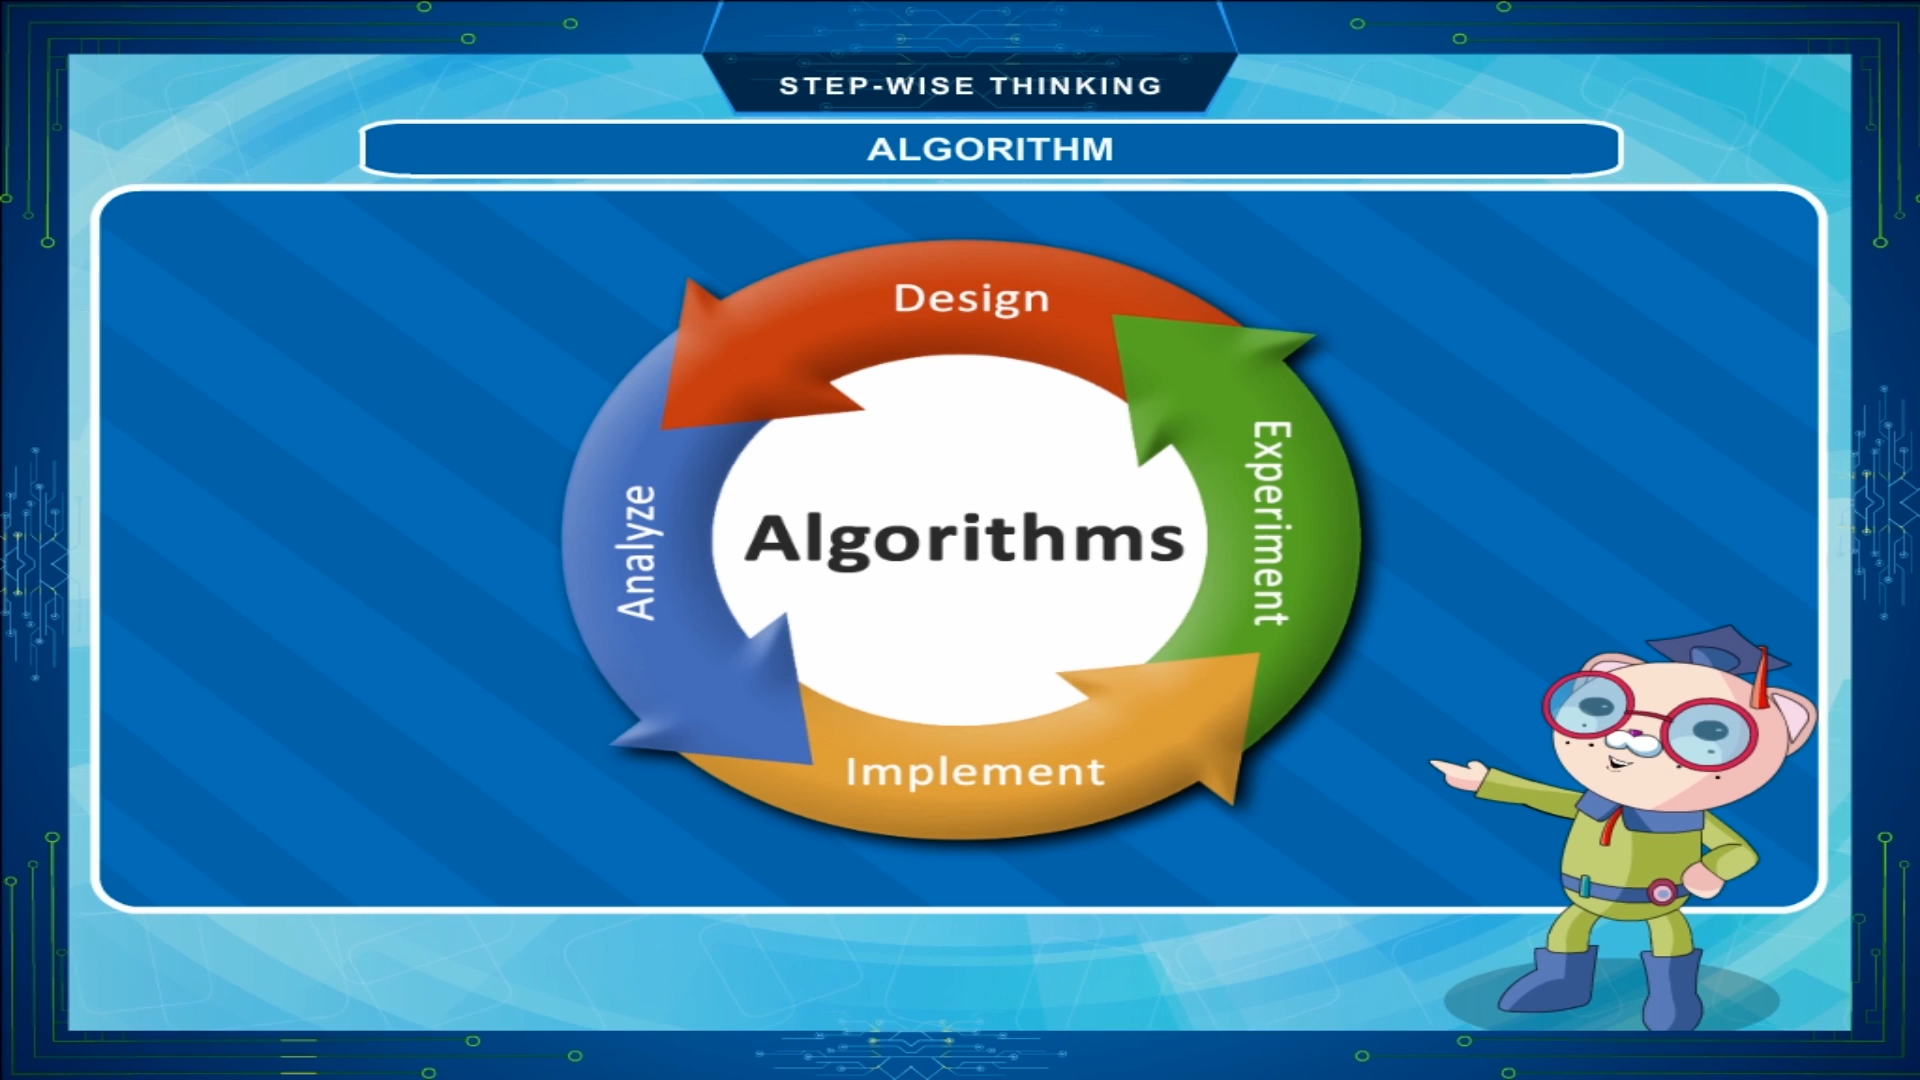 STEP-WISE THINKING
ALGORITHM
Design
Experiment
Analyze
Algorithms
Implement